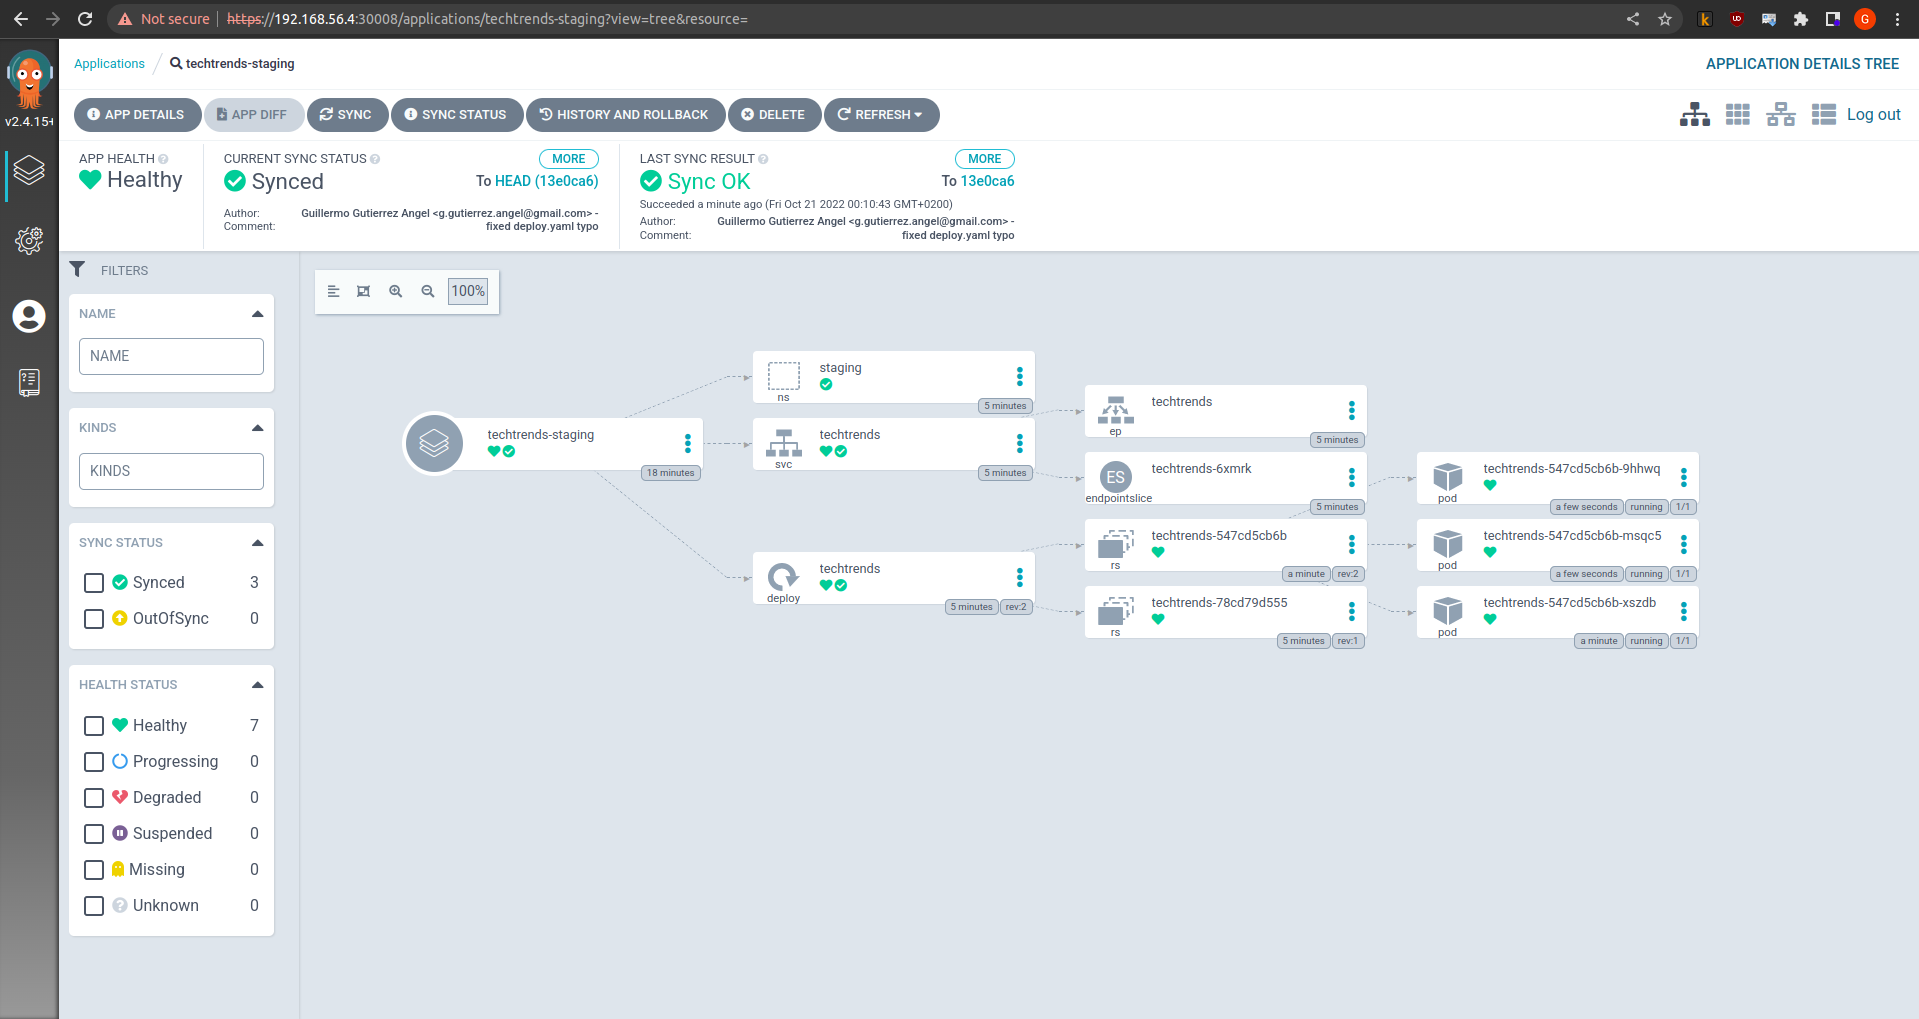 Not secure https://192.168.56.4:30008/applications/techtrends-staging?view=tree&resource=
k
UO
G
Applications / techtrends-staging
APPLICATION DETAILS TREE
v2.4.15+
APP DETAILS
APP DIFF
SYNC
SYNC STATUS
HISTORY AND ROLLBACK
DELETE
REFRESH
Log out
APP HEALTH
Healthy
CURRENT SYNC STATUS
MORE
Synced
To HEAD (13e0ca6)
Author: Guillermo Gutierrez Angel <g.gutierrez.angel@gmail.com> -
Comment: fixed deploy.yaml typo
LAST SYNC RESULT
MORE
Sync OK
To 13e0ca6
Succeeded a minute ago (Fri Oct 21 2022 00:10:43 GMT+0200)
Author: Guillermo Gutierrez Angel <g.gutierrez.angel@gmail.com> -
Comment: fixed deploy.yaml typo
FILTERS
NAME
NAME
KINDS
KINDS
SYNC STATUS
Synced 3
OutOfSync 0
HEALTH STATUS
Healthy 7
Progressing 0
Degraded 0
Suspended 0
Missing 0
Unknown 0
100%
techtrends-staging
18 minutes
staging
ns
5 minutes
techtrends
svc
5 minutes
techtrends
deploy
5 minutes rev:2
techtrends
ep
5 minutes
techtrends-6xmrk
ES
endpointslice
5 minutes
techtrends-547cd5cb6b
rs
a minute rev:2
techtrends-78cd79d555
rs
5 minutes rev:1
techtrends-547cd5cb6b-9hhwq
pod
a few seconds running 1/1
techtrends-547cd5cb6b-msqc5
pod
a few seconds running 1/1
techtrends-547cd5cb6b-xszdb
pod
a minute running 1/1